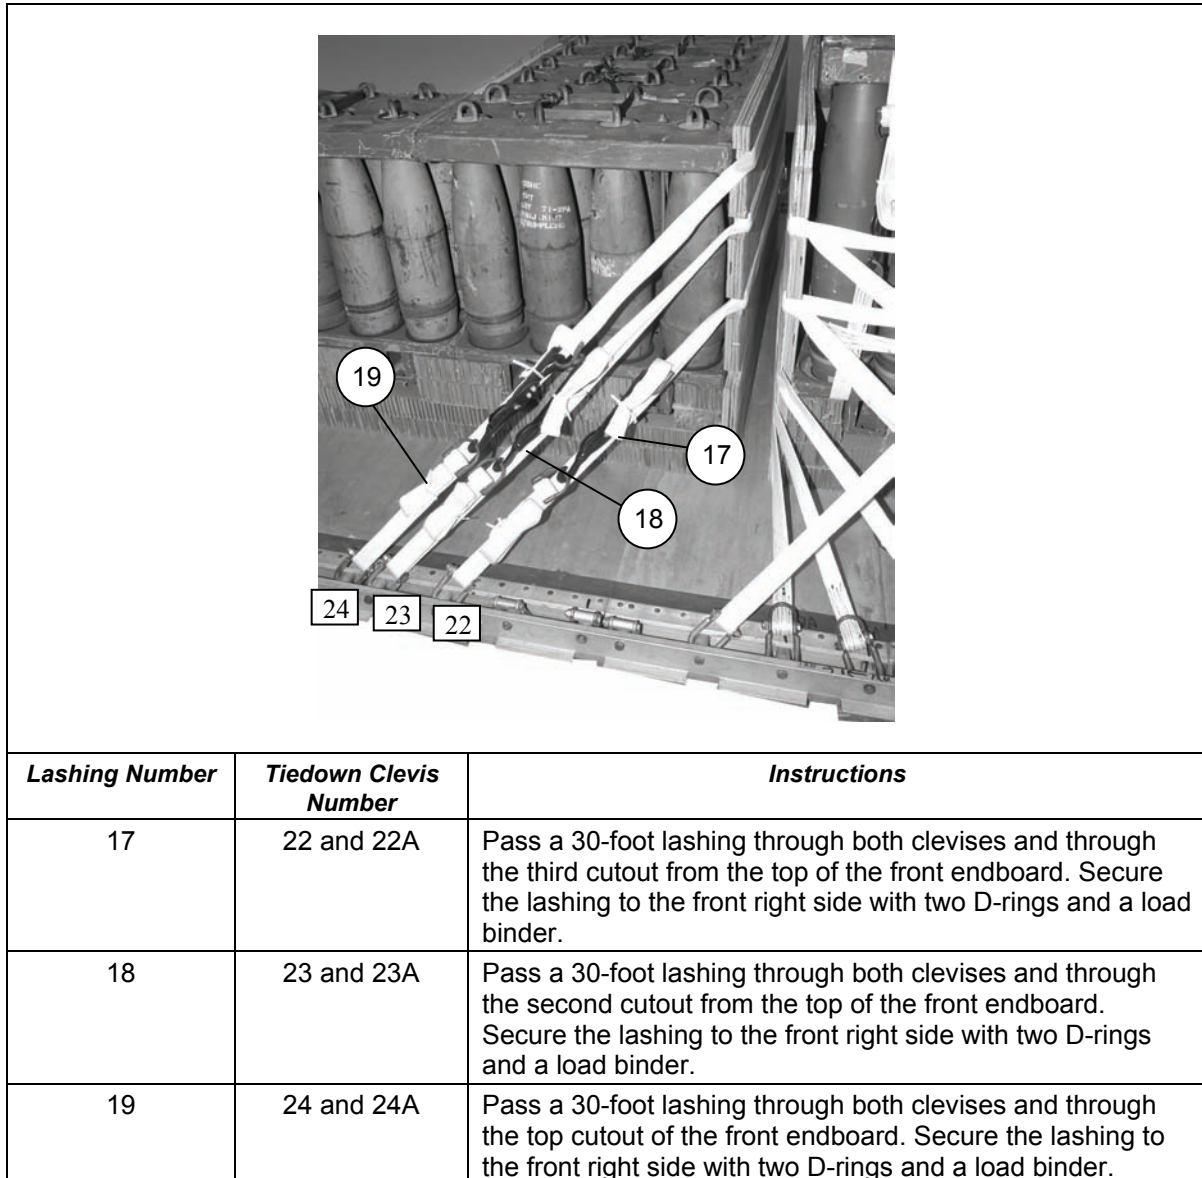 19
17
18
24
23
22
Lashing Number
Tiedown Clevis
Number
Instructions
17
22 and 22A
Pass a 30-foot lashing through both clevises and through
the third cutout from the top of the front endboard. Secure
the lashing to the front right side with two D-rings and a load
binder.
18
23 and 23A
Pass a 30-foot lashing through both clevises and through
the second cutout from the top of the front endboard.
Secure the lashing to the front right side with two D-rings
and a load binder.
19
24 and 24A
Pass a 30-foot lashing through both clevises and through
the top cutout of the front endboard. Secure the lashing to
the front right side with two D-rings and a load binder.